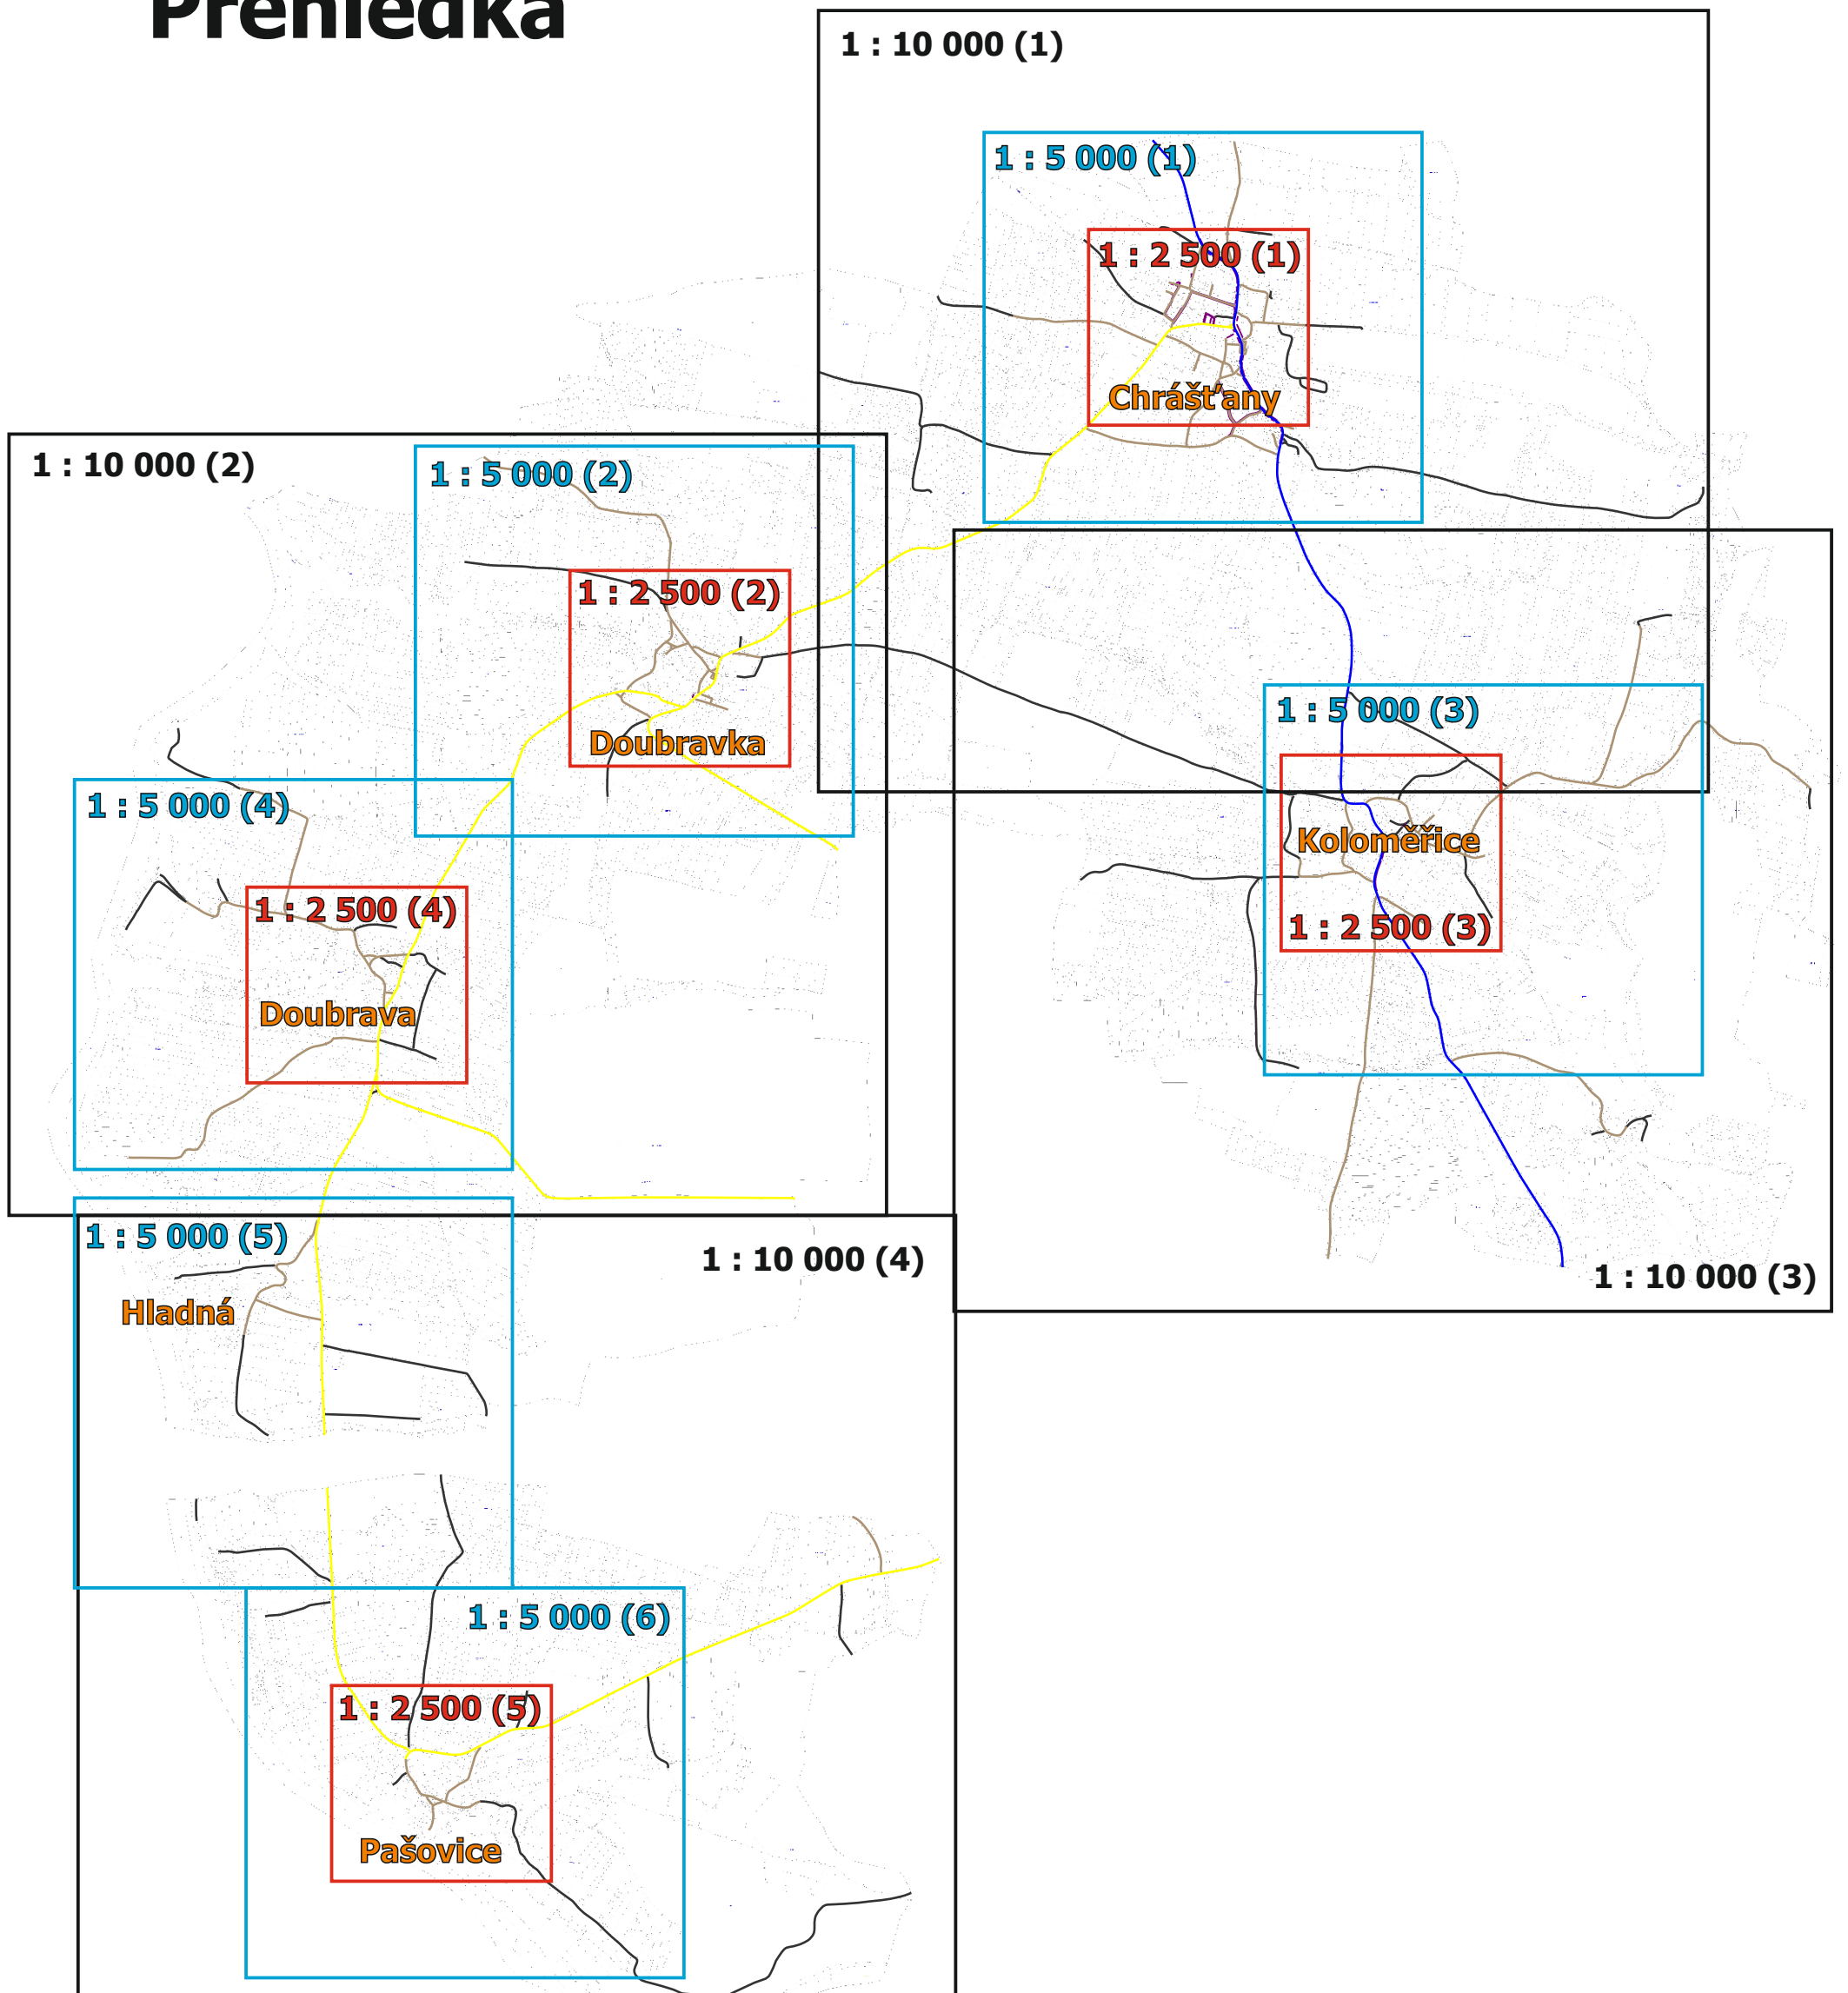 Přehledka
1 : 10 000 (1)
1 : 5 000 (1)
1 : 2 500 (1)
Chrášťany
1 : 10 000 (2)
1 : 5 000 (2)
1 : 2 500 (2)
Doubravka
1 : 5 000 (3)
Koloměřice
1 : 2 500 (3)
1 : 5 000 (4)
1 : 2 500 (4)
Doubrava
1 : 5 000 (5)
1 : 10 000 (4)
1 : 10 000 (3)
Hladná
1 : 5 000 (6)
1 : 2 500 (5)
Pašovice